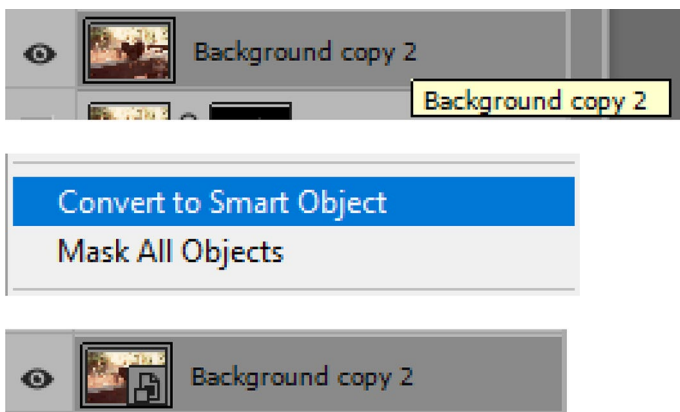 Background copy 2
Background copy 2
Convert to Smart Object
Mask All Objects
Background copy 2